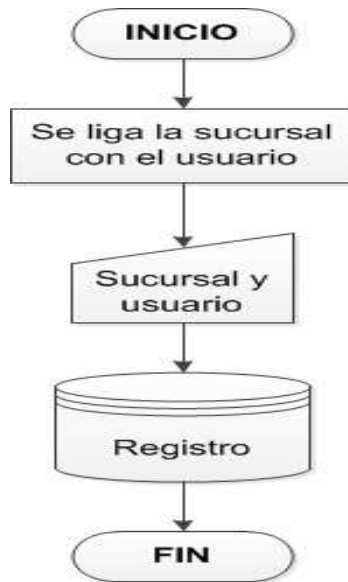 INICIO
Se liga la sucursal
con el usuario
Sucursal y
usuario
Registro
FIN